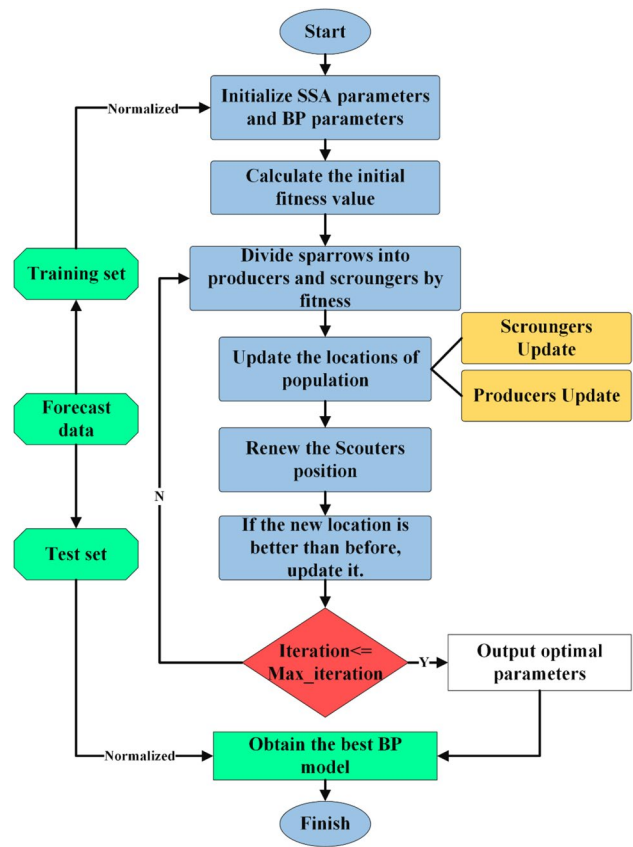 Start
Normalized
Initialize SSA parameters
and BP parameters
Calculate the initial
fitness value
Training set
Divide sparrows into
producers and scroungers by
fitness
Update the locations of
population
Scroungers
Update
Producers Update
Forecast
data
Renew the Scouters
position
N
Test set
If the new location is
better than before,
update it.
Iteration<=
Max_iteration
Y
Output optimal
parameters
Normalized
Obtain the best BP
model
Finish